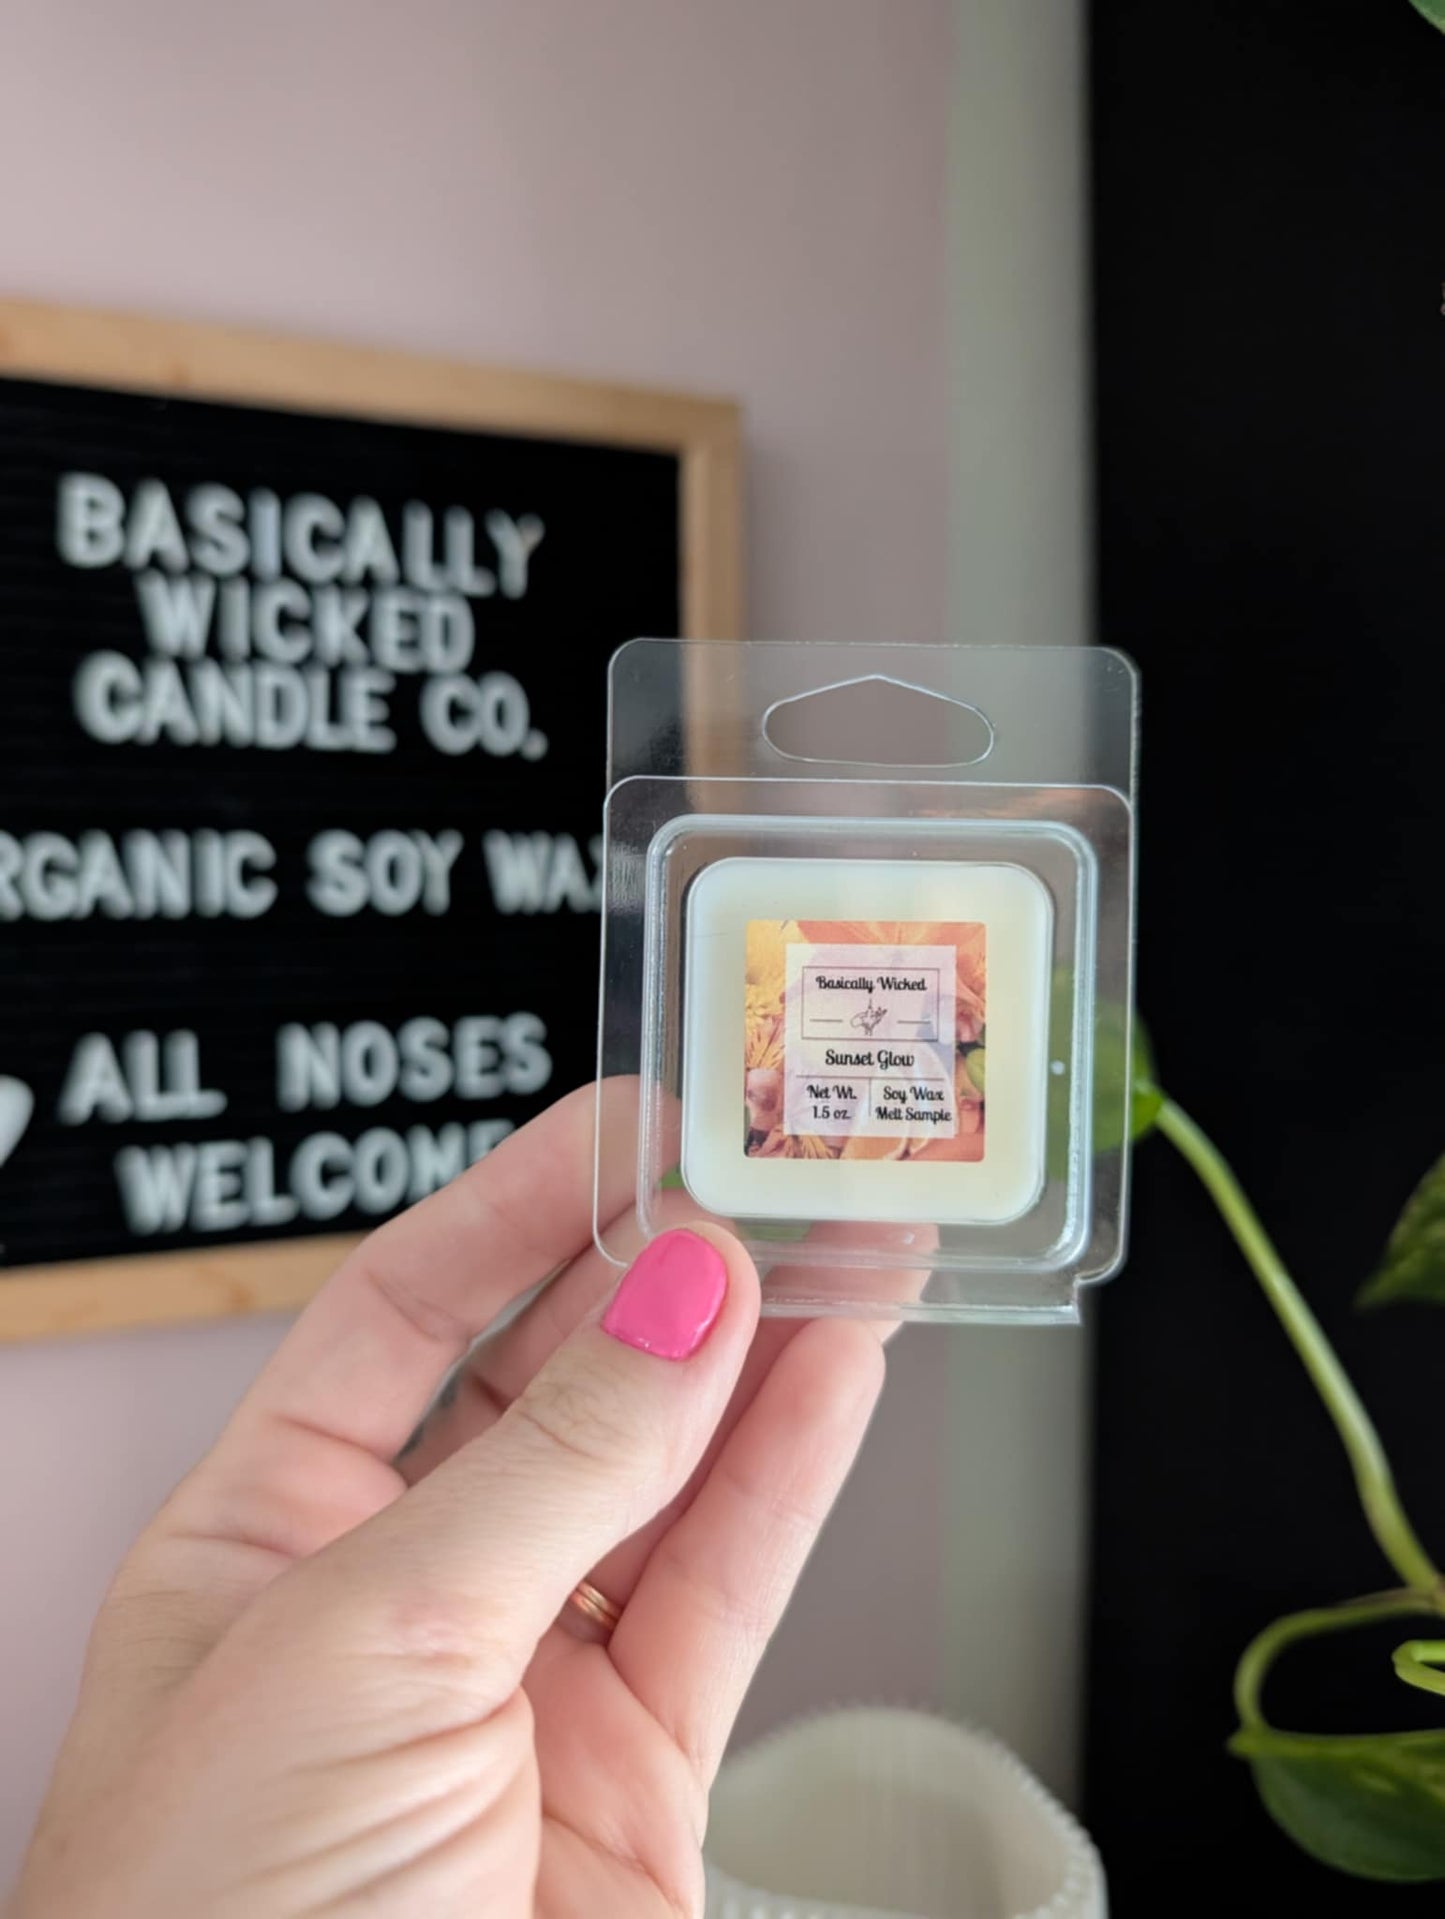 BASICALLY
WICKED
CANDLE CO.
RGANIC SOY WAX
ALL NOSES
WELCOME
Basically Wicked
Sunset Glow
Net Wt.
1.5 oz.
Soy Wax
Melt Sample